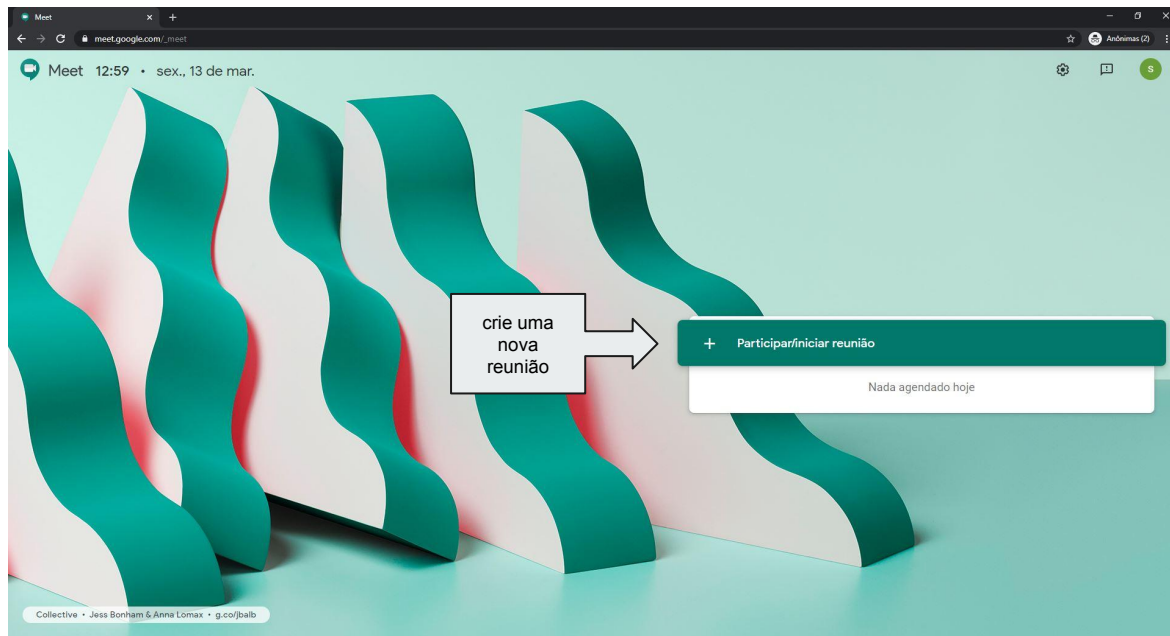 Meet
meet.google.com/_meet
Anônimas (2)
Meet 12:59 • sex., 13 de mar.
S
crie uma
nova
reunião
+ Participar/iniciar reunião
Nada agendado hoje
Collective • Jess Bonham & Anna Lomax • g.co/jbalb